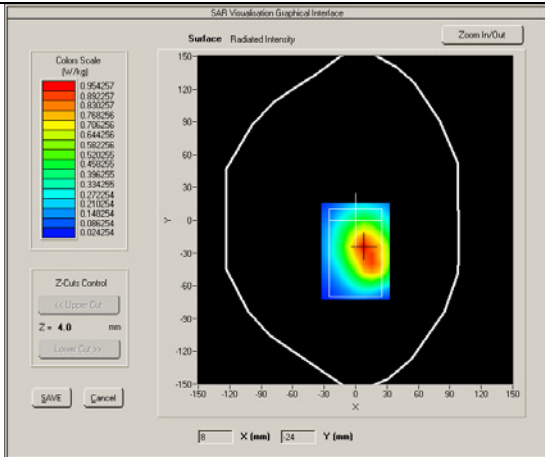 SAR Visualisation Graphical Interface
Surface Radiated Intensity
Zoom In/Out
Colors Scale
(W/kg)
0.954257
0.892257
0.830257
0.768256
0.706256
0.644256
0.582256
0.520255
0.458255
0.396255
0.334255
0.272254
0.210254
0.148254
0.086254
0.024254
150-
120-
90-
60-
30-
0-
-30-
-60-
-90-
-120-
-150-
Y
-150 -120 -90 -60 -30 0 30 60 90 120 150
X
Z-Cuts Control
<< Upper Cut
Z = 4.0 mm
Lower Cut >>
SAVE Cancel
8 X (mm) -24 Y (mm)